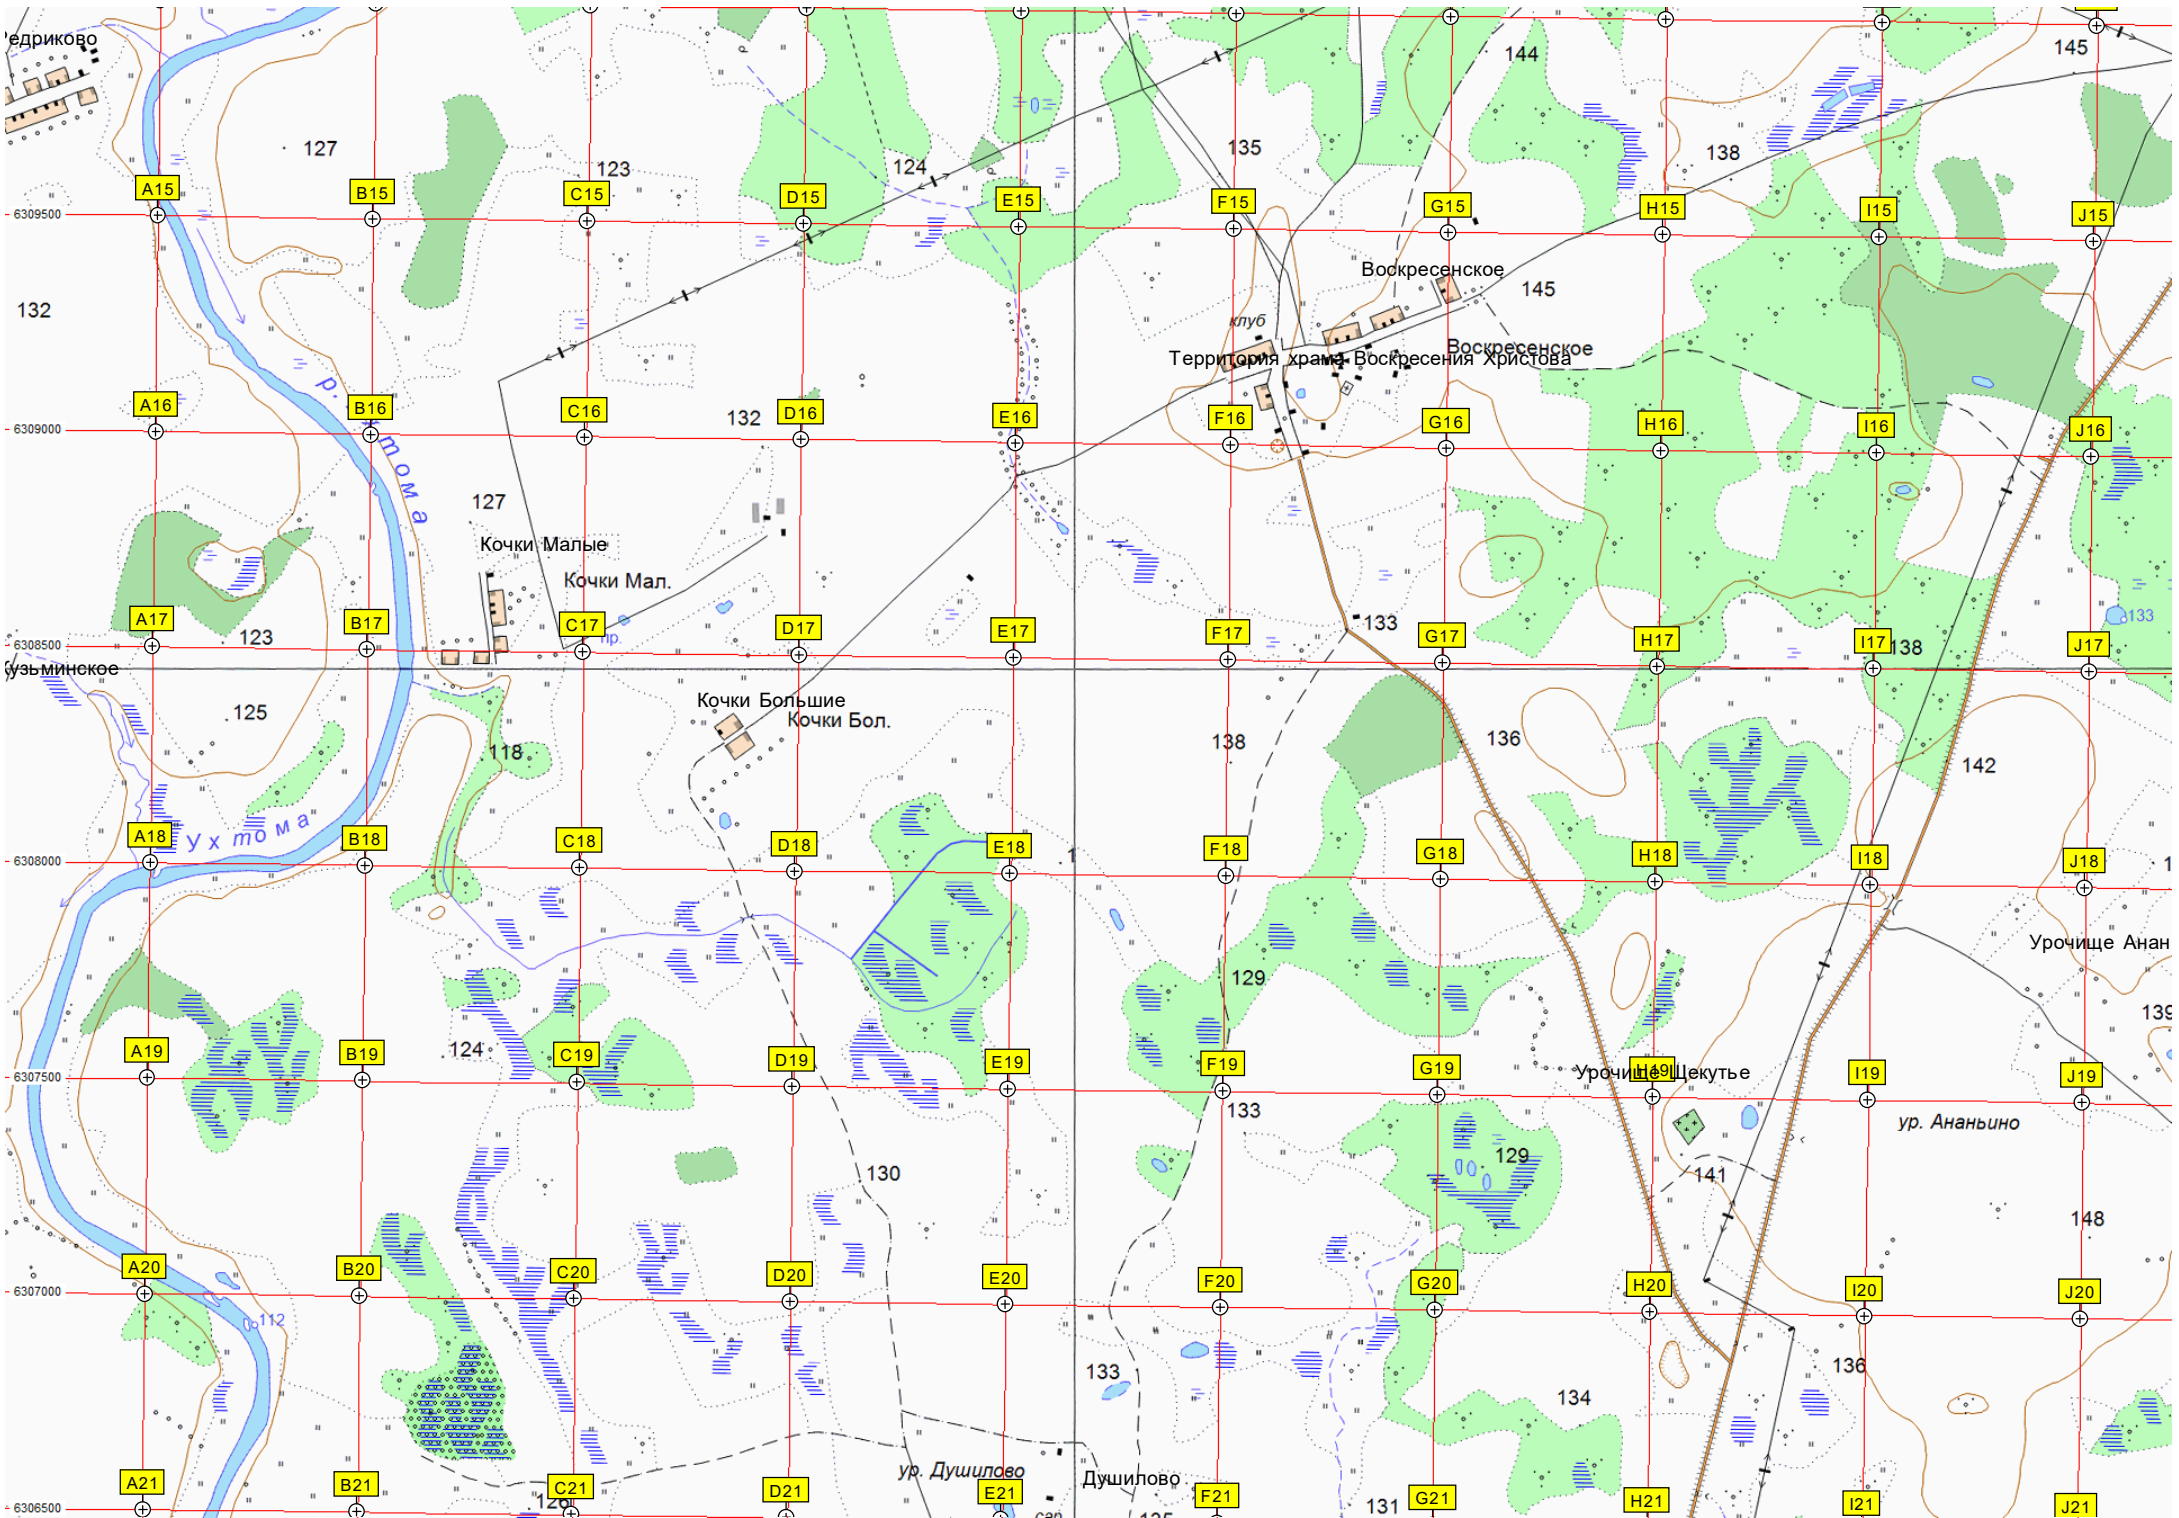 144
145
127
123
124
135
133
138
A15
B15
C15
D15
E15
F15
G15
H15
I15
J15
6309500
Воскресенское
145
132
клуб
Воскресенское
Территория храма Воскресения Христова
р. Ухтома
A16
B16
C16
132
D16
E16
F16
G16
H16
I16
J16
6309000
127
Кочки Малые
Кочки Мал.
133
A17
B17
C17
D17
E17
F17
133
G17
H17
I17
138
J17
6308500
123
пр.
125
Кочки Большие
Кочки Бол.
118
138
136
142
Ухтома
A18
B18
C18
D18
E18
F18
G18
H18
I18
J18
6308000
129
139
A19
B19
124
C19
D19
E19
F19
G19
H19
I19
J19
6307500
Урочище Щекутье
133
ур. Ананьино
129
130
141
148
A20
B20
C20
D20
E20
F20
G20
H20
I20
J20
6307000
112
133
136
134
ур. Душилово
Душилово
A21
B21
C21
D21
E21
F21
G21
H21
I21
J21
6306500
126
131